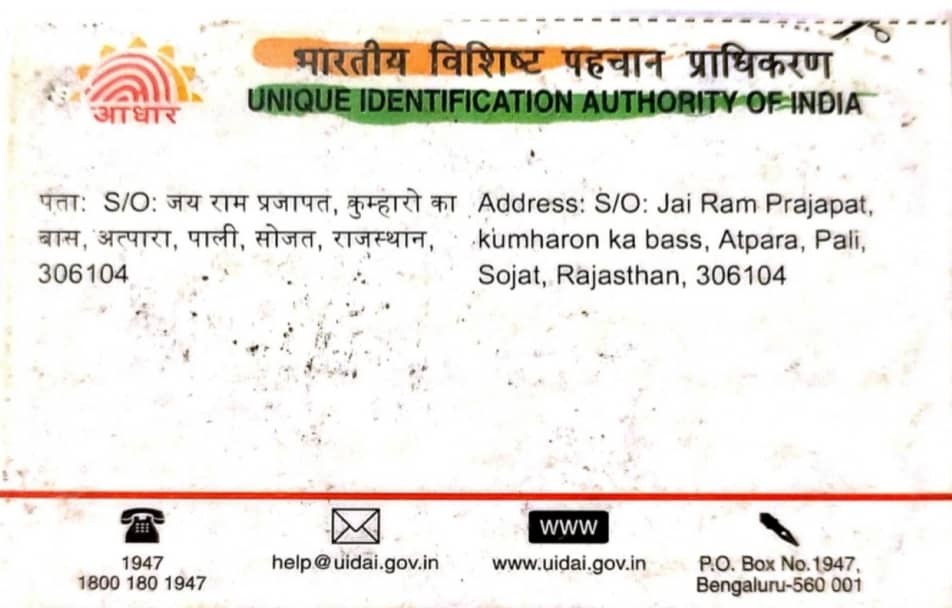 आधार
भारतीय विशिष्ट पहचान प्राधिकरण
UNIQUE IDENTIFICATION AUTHORITY OF INDIA
पता: S/O: जय राम प्रजापत, कुम्हारो का
बास, अत्पारा, पाली, सोजत, राजस्थान,
306104
Address: S/O: Jai Ram Prajapat,
kumharon ka bass, Atpara, Pali,
Sojat, Rajasthan, 306104
1947
1800 180 1947
help@uidai.gov.in
www
www.uidai.gov.in
P.O. Box No.1947,
Bengaluru-560 001